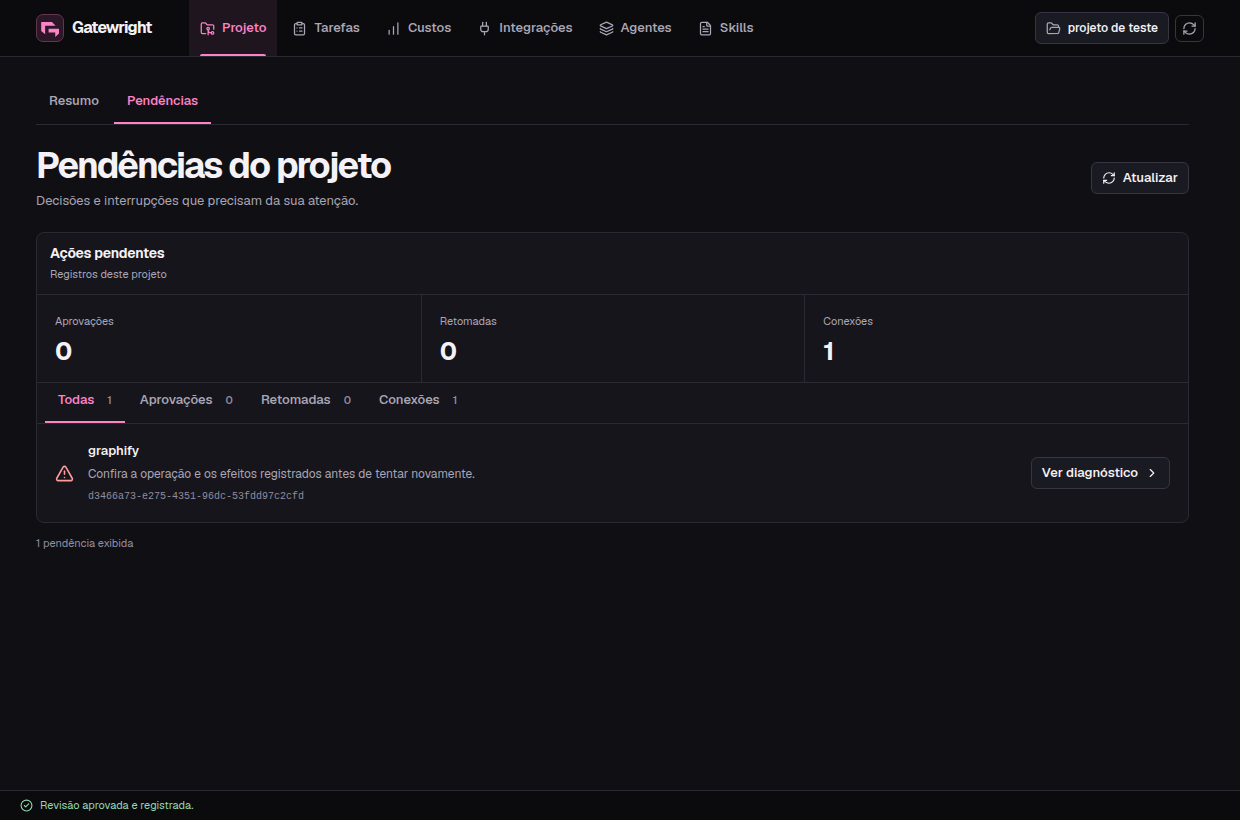 Gatewright
Projeto
Tarefas
Custos
Integrações
Agentes
Skills
projeto de teste
Resumo
Pendências
Pendências do projeto
Decisões e interrupções que precisam da sua atenção.
Atualizar
Ações pendentes
Registros deste projeto
Aprovações
0
Retomadas
0
Conexões
1
Todas 1
Aprovações 0
Retomadas 0
Conexões 1
graphify
Confira a operação e os efeitos registrados antes de tentar novamente.
d3466a73-e275-4351-96dc-53fdd97c2cfd
Ver diagnóstico
1 pendência exibida
Revisão aprovada e registrada.